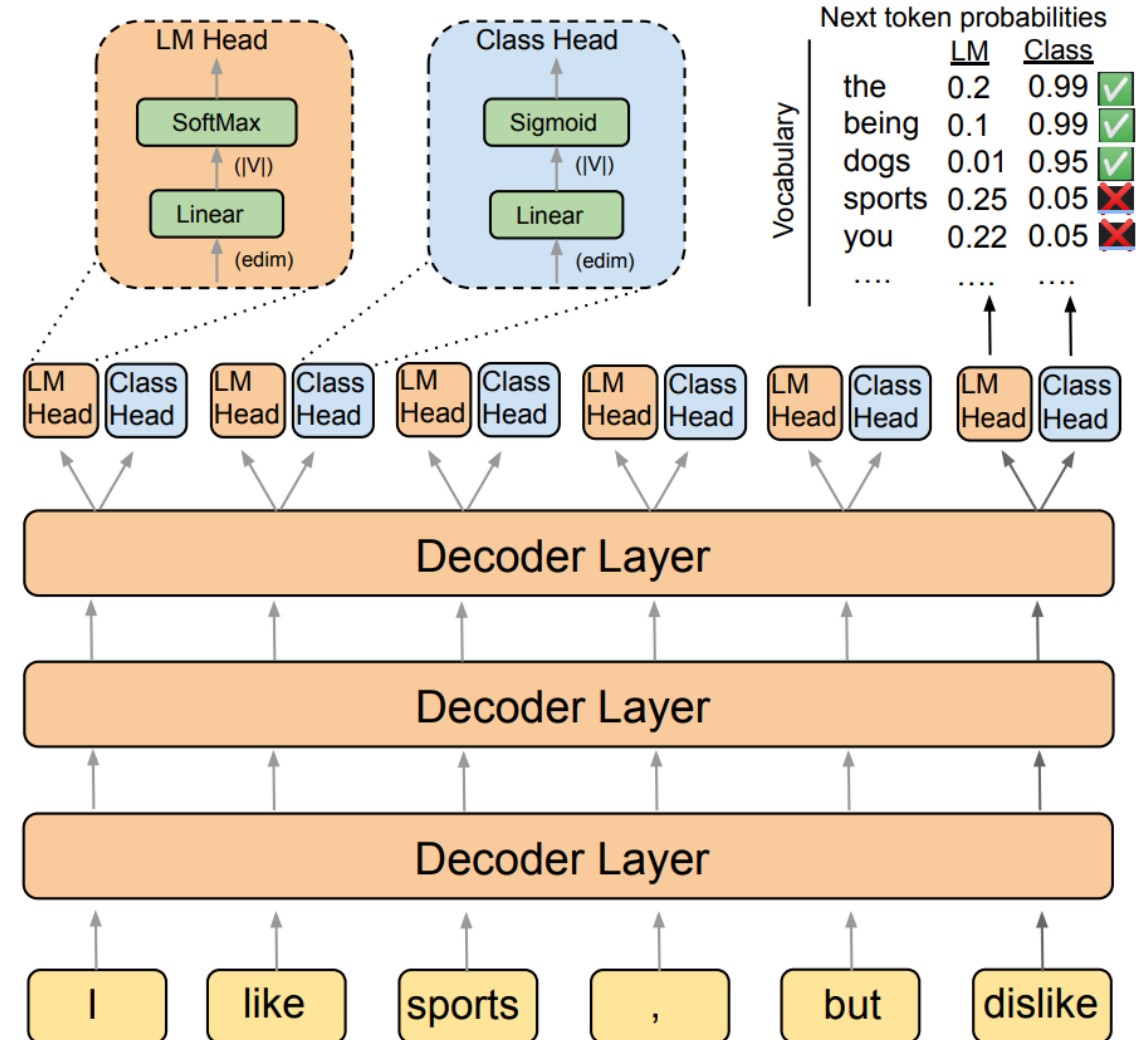 LM Head
SoftMax
(|V|)
Linear
(edim)
Class Head
Sigmoid
(|V|)
Linear
(edim)
Next token probabilities
LM Class
Vocabulary
the 0.2 0.99
being 0.1 0.99
dogs 0.01 0.95
sports 0.25 0.05
you 0.22 0.05
.... .... ....
LM Head
Class Head
LM Head
Class Head
LM Head
Class Head
LM Head
Class Head
LM Head
Class Head
LM Head
Class Head
Decoder Layer
Decoder Layer
Decoder Layer
I like sports , but dislike